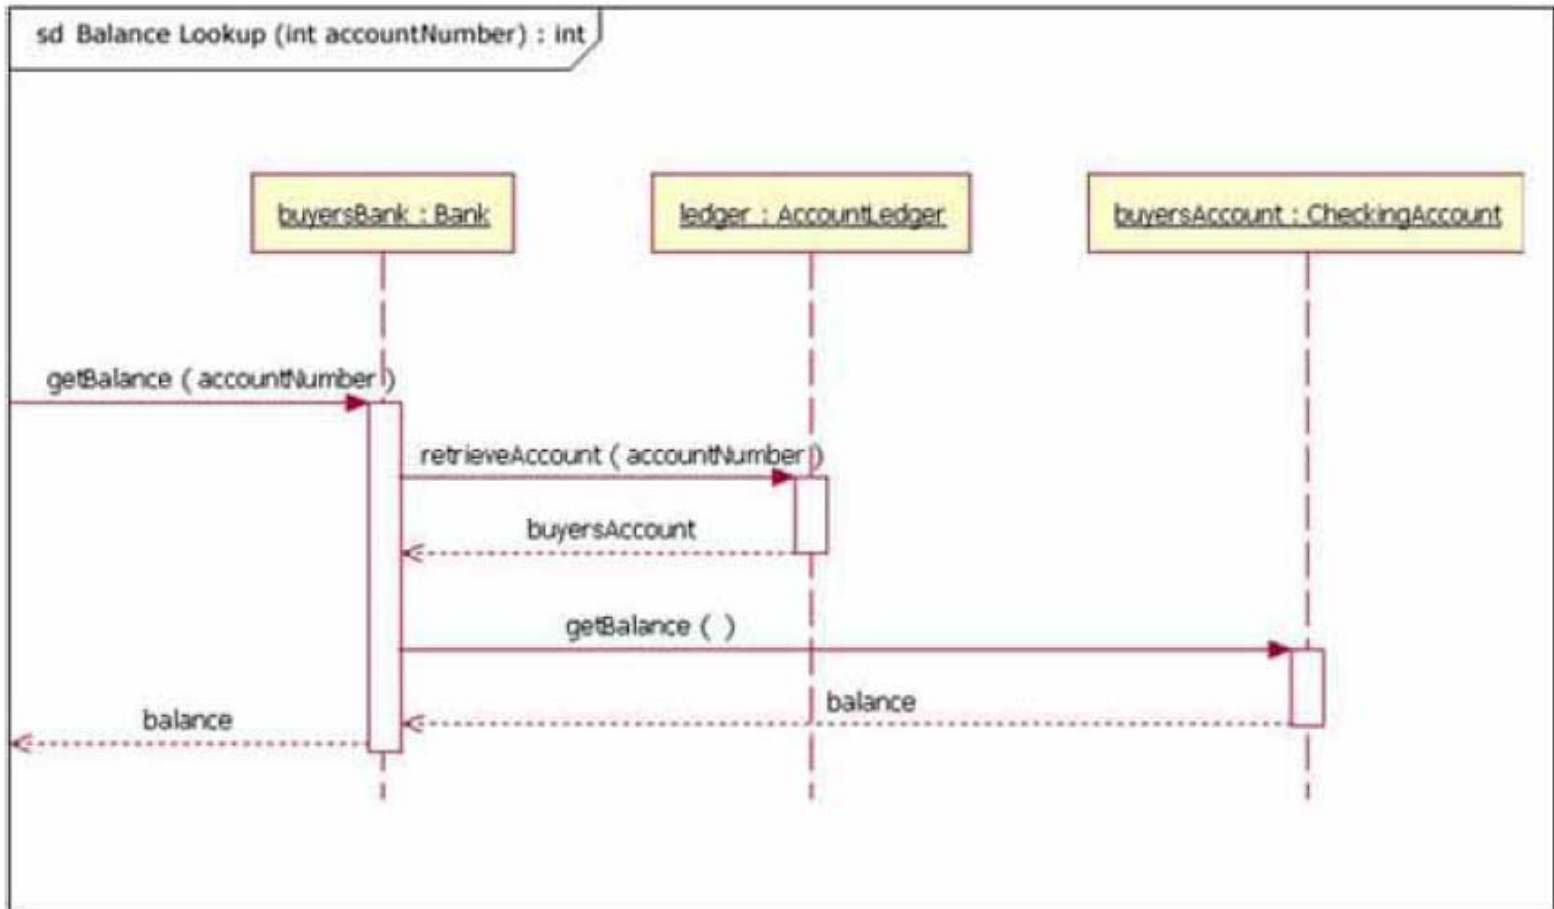 sd Balance Lookup (int accountNumber) : int
buyersBank : Bank
ledger : AccountLedger
buyersAccount : CheckingAccount
getBalance ( accountNumber )
retrieveAccount ( accountNumber )
buyersAccount
getBalance ( )
balance
balance